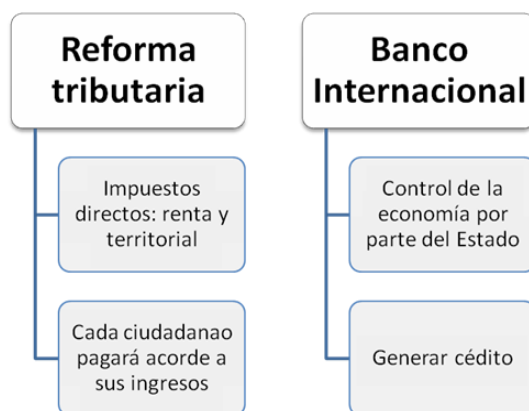 Reforma
tributaria
Impuestos
directos: renta y
territorial
Cada ciudadanao
pagará acorde a
sus ingresos
Banco
Internacional
Control de la
economía por
parte del Estado
Generar cédito